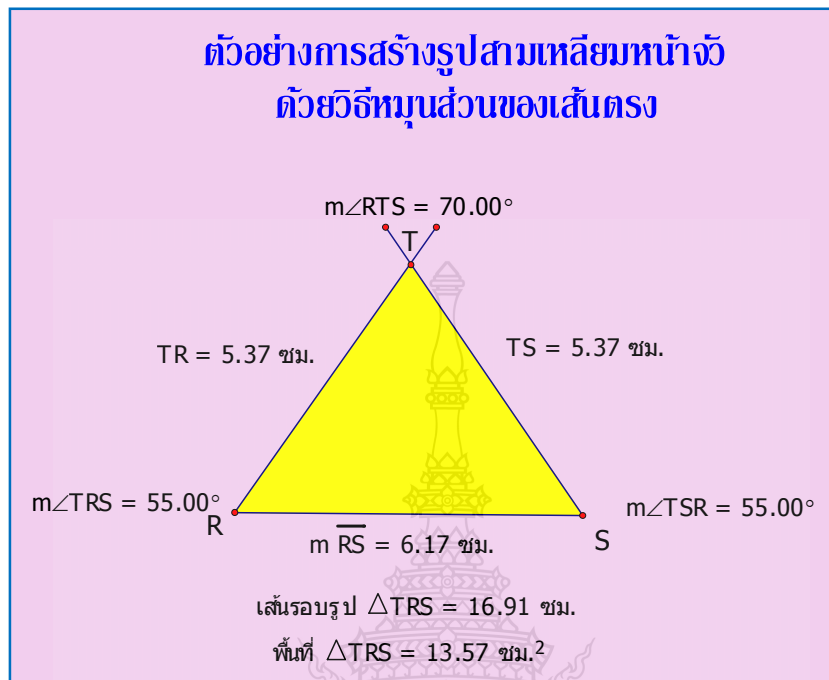 ตัวอย่างการสร้างรูปสามเหลี่ยมหน้าจั่ว
ด้วยวิธีหมุนส่วนของเส้นตรง
m∠RTS = 70.00°
T
TR = 5.37 ซม.
TS = 5.37 ซม.
m∠TRS = 55.00°
R
S
m∠TSR = 55.00°
m R̅S̅ = 6.17 ซม.
เส้นรอบรูป △TRS = 16.91 ซม.
พื้นที่ △TRS = 13.57 ซม.²